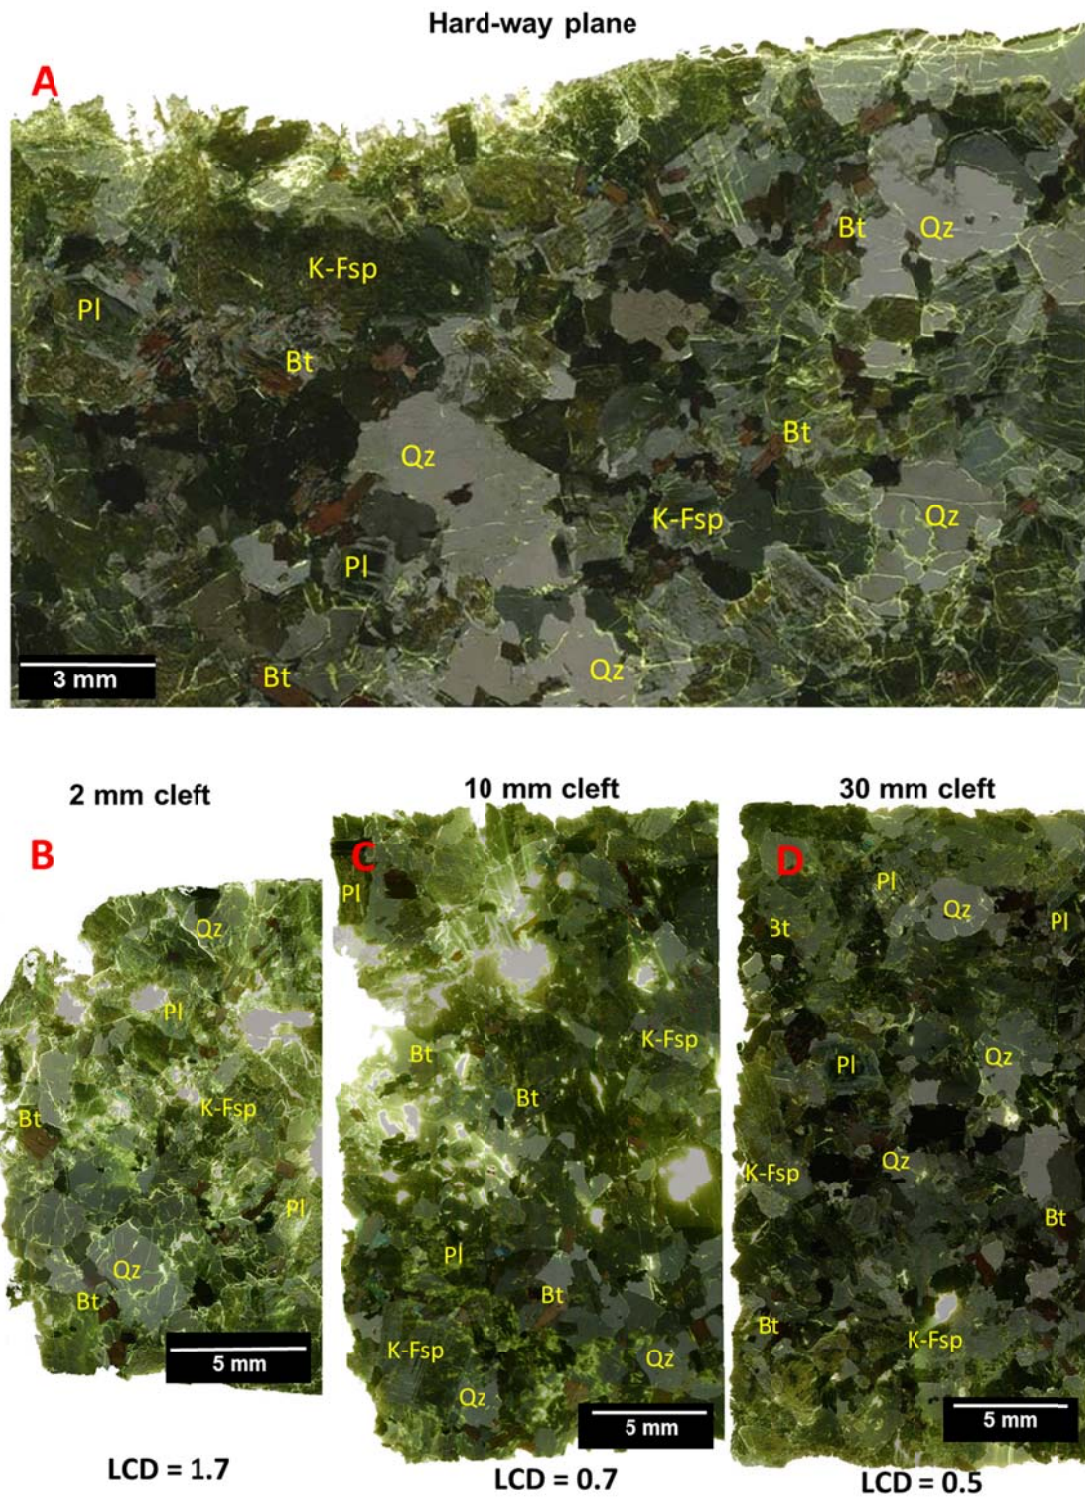 Hard-way plane
A
K-Fsp
Bt
Qz
Pl
Bt
Qz
Bt
K-Fsp
Qz
Pl
Bt
Qz
3 mm
2 mm cleft
10 mm cleft
30 mm cleft
B
Qz
Pl
K-Fsp
Bt
Pl
Qz
Bt
5 mm
LCD = 1.7
C
Pl
Bt
K-Fsp
Bt
Pl
Bt
K-Fsp
Qz
Qz
5 mm
LCD = 0.7
D
Pl
Qz
Bt
Pl
Qz
Pl
Qz
K-Fsp
Bt
Bt
K-Fsp
5 mm
LCD = 0.5